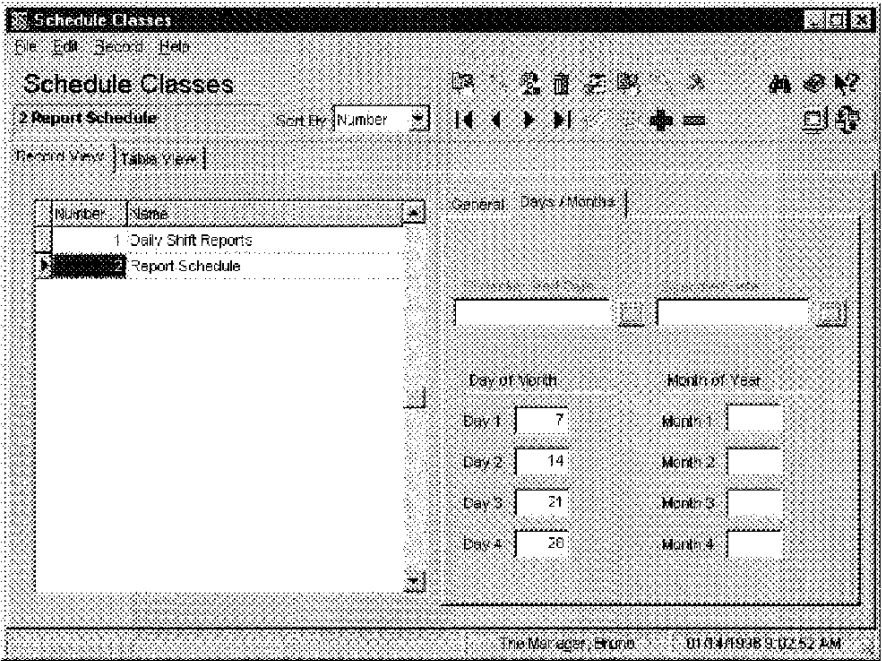 Schedule Classes
File Edit Record Help
Schedule Classes
2 Report Schedule Sort By Number
Record View Table View
Number Name
1 Daily Shift Reports
2 Report Schedule
General Days / Months
Day of Month Month of Year
Day 1 7 Month 1
Day 2 14 Month 2
Day 3 21 Month 3
Day 4 28 Month 4
The Manager, Bruno 01/14/1998 9:02:52 AM